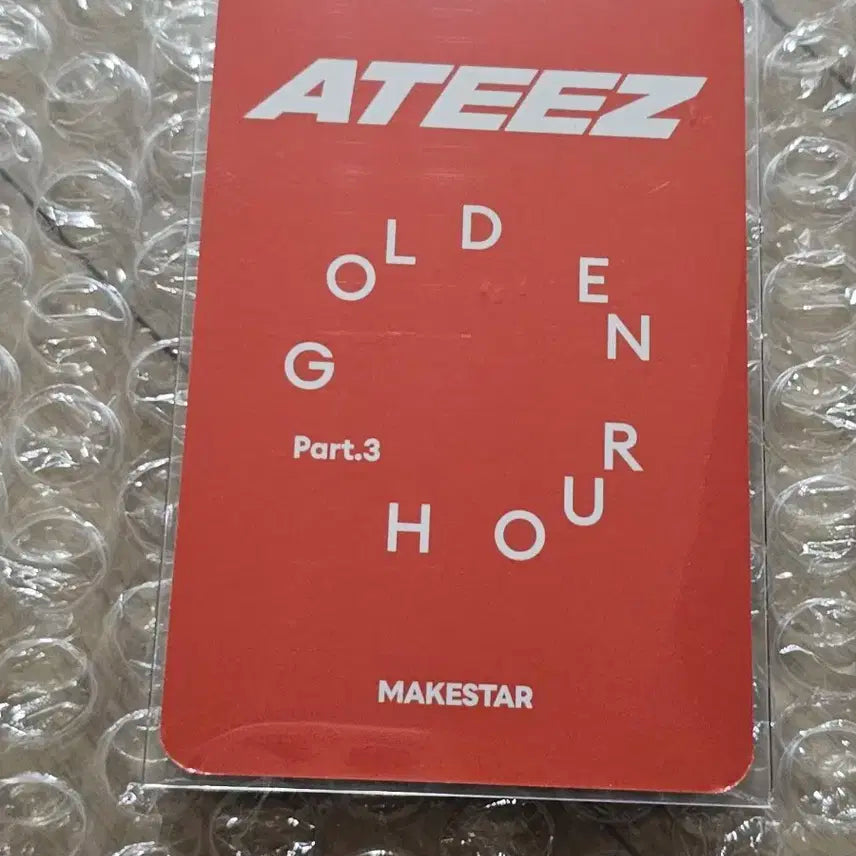 ATEEZ
GOLDEN
Part.3
HOUR
MAKESTAR